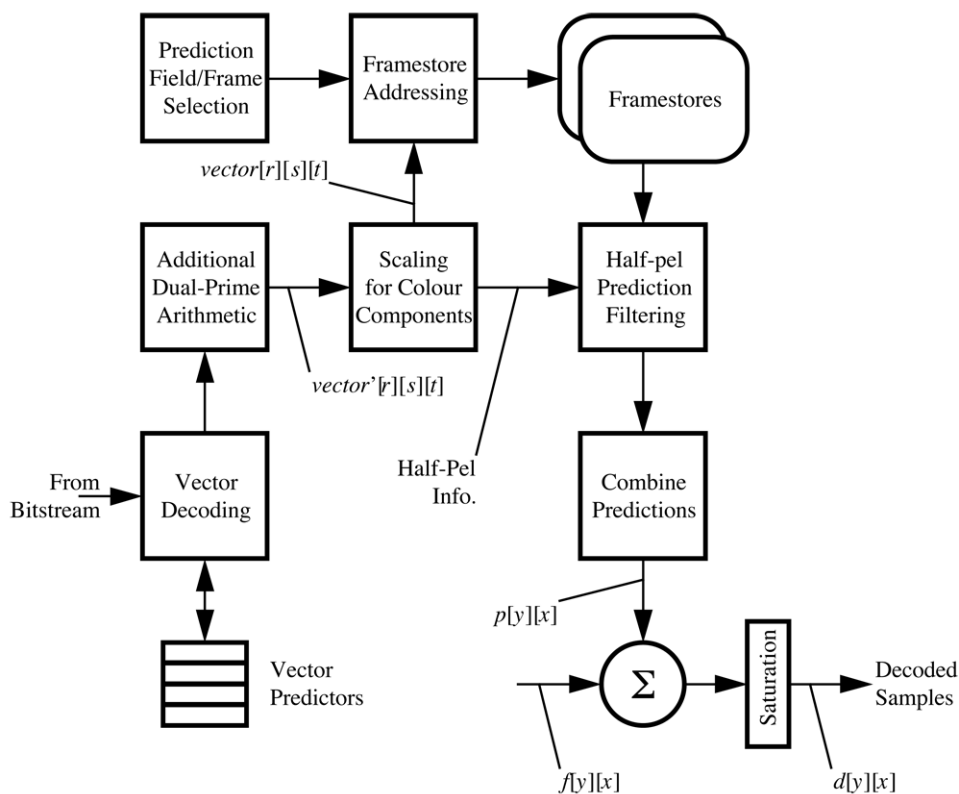 Prediction
Field/Frame
Selection
Framestore
Addressing
Framestores
vector[r][s][t]
Additional
Dual-Prime
Arithmetic
Scaling
for Colour
Components
Half-pel
Prediction
Filtering
vector'[r][s][t]
From
Bitstream
Vector
Decoding
Half-Pel
Info.
Combine
Predictions
p[y][x]
Vector
Predictors
Σ
Saturation
Decoded
Samples
f[y][x]
d[y][x]